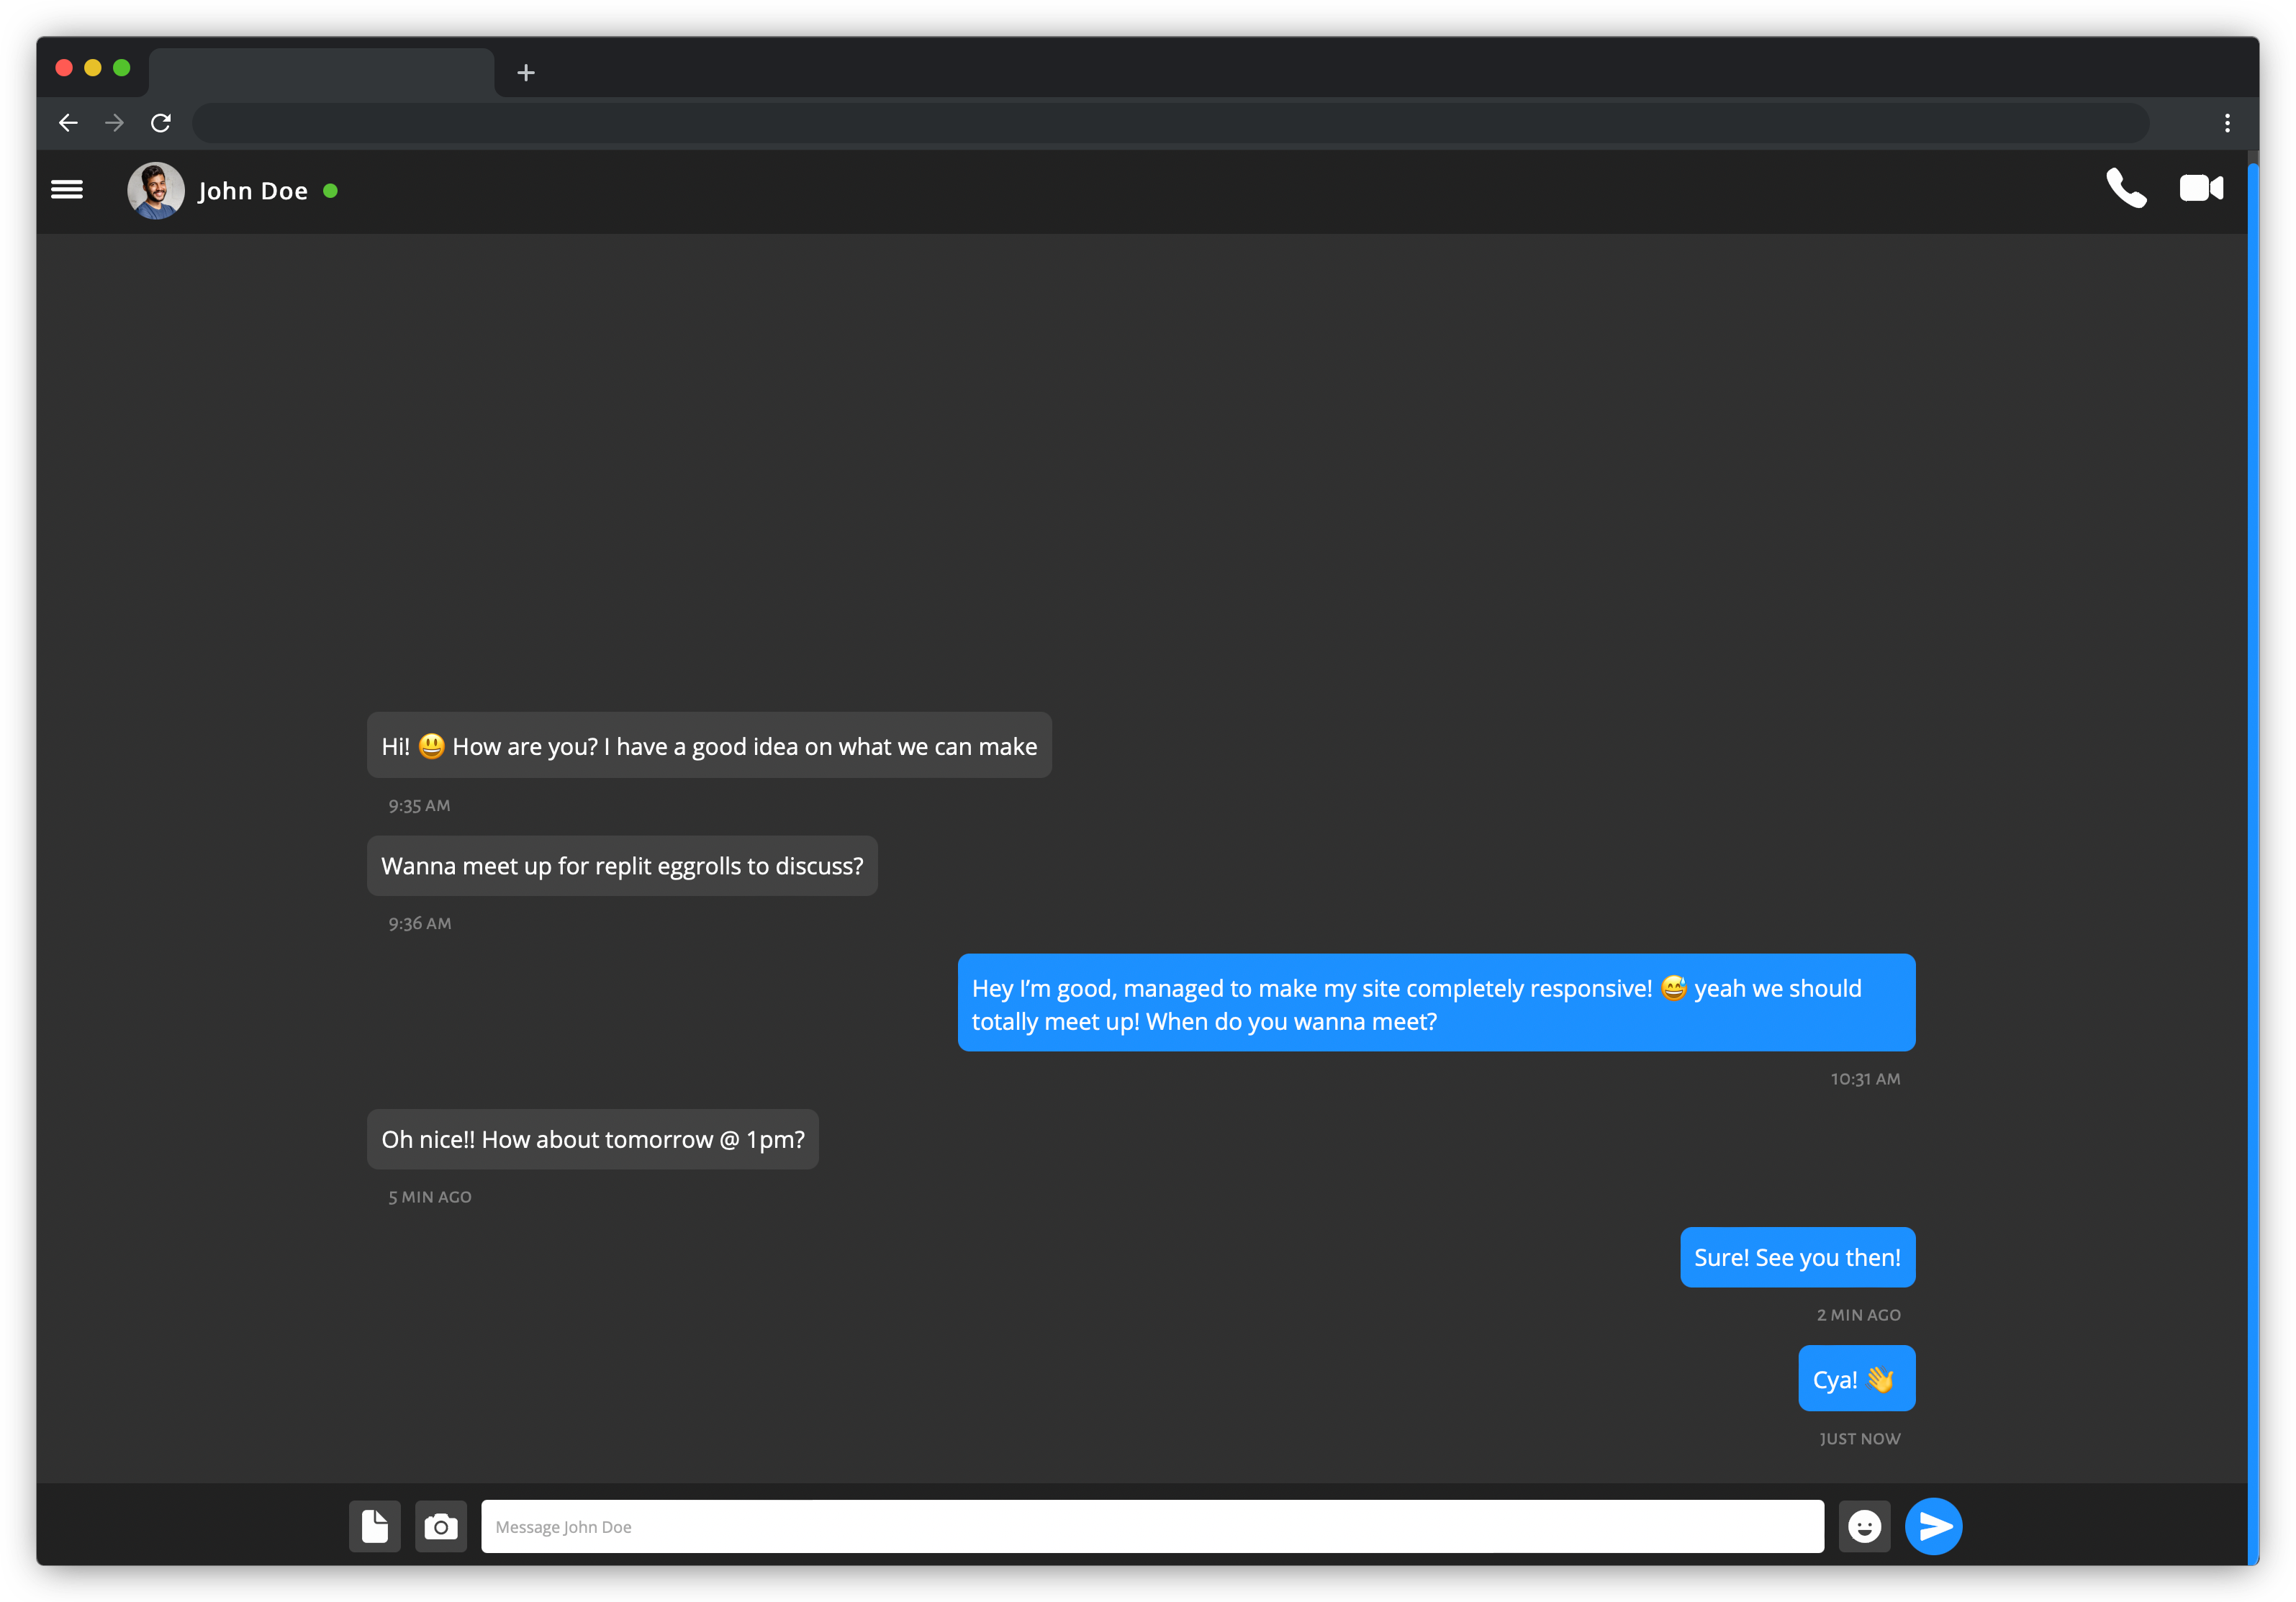 John Doe
Hi! 😃 How are you? I have a good idea on what we can make
9:35 AM
Wanna meet up for replit eggrolls to discuss?
9:36 AM
Hey I’m good, managed to make my site completely responsive! 😅 yeah we should
totally meet up! When do you wanna meet?
10:31 AM
Oh nice!! How about tomorrow @ 1pm?
5 MIN AGO
Sure! See you then!
2 MIN AGO
Cya! 👋
JUST NOW
Message John Doe